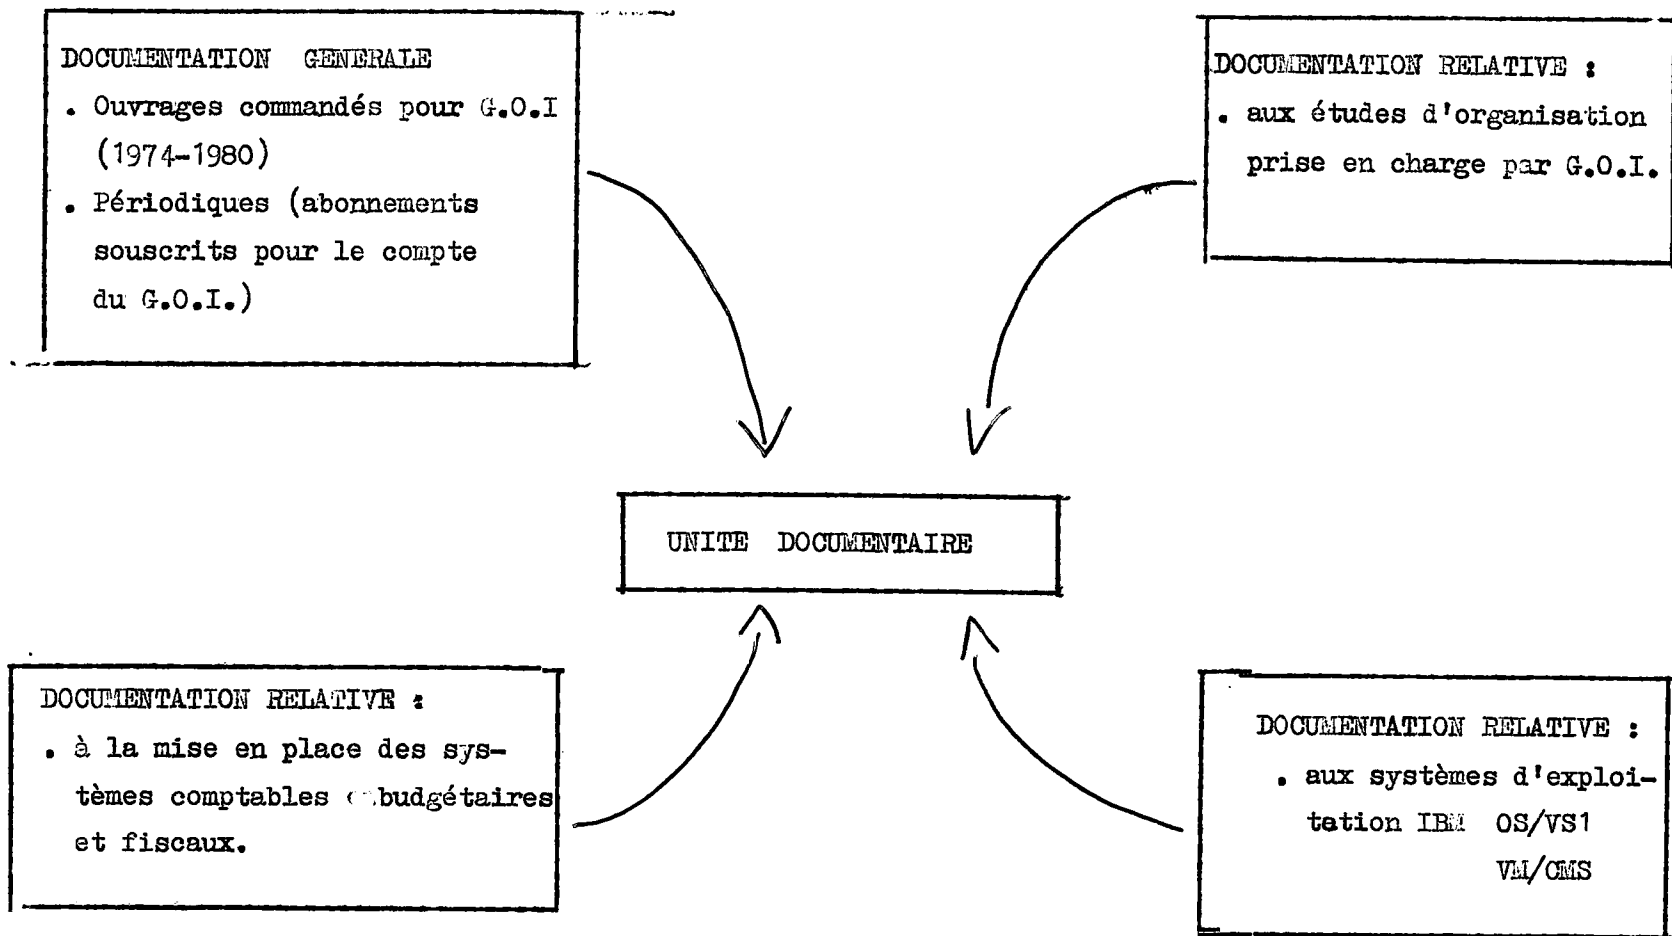 DOCUMENTATION GENERALE
. Ouvrages commandés pour G.O.I
(1974-1980)
. Périodiques (abonnements
souscrits pour le compte
du G.O.I.)
DOCUMENTATION RELATIVE :
. aux études d'organisation
prise en charge par G.O.I.
UNITE DOCUMENTAIRE
DOCUMENTATION RELATIVE :
. à la mise en place des sys-
tèmes comptables budgétaires
et fiscaux.
DOCUMENTATION RELATIVE :
. aux systèmes d'exploi-
tation IBM OS/VS1
VM/CMS